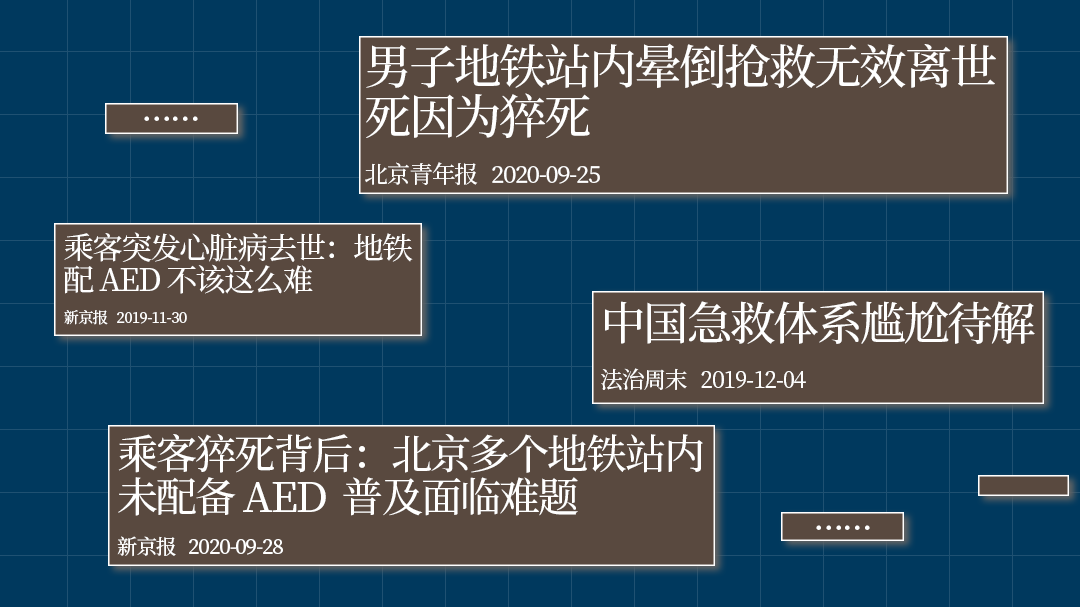 男子地铁站内晕倒抢救无效离世
死因为猝死
北京青年报 2020-09-25
……
乘客突发心脏病去世：地铁
配 AED 不该这么难
新京报 2019-11-30
中国急救体系尴尬待解
法治周末 2019-12-04
乘客猝死背后：北京多个地铁站内
未配备 AED 普及面临难题
新京报 2020-09-28
……